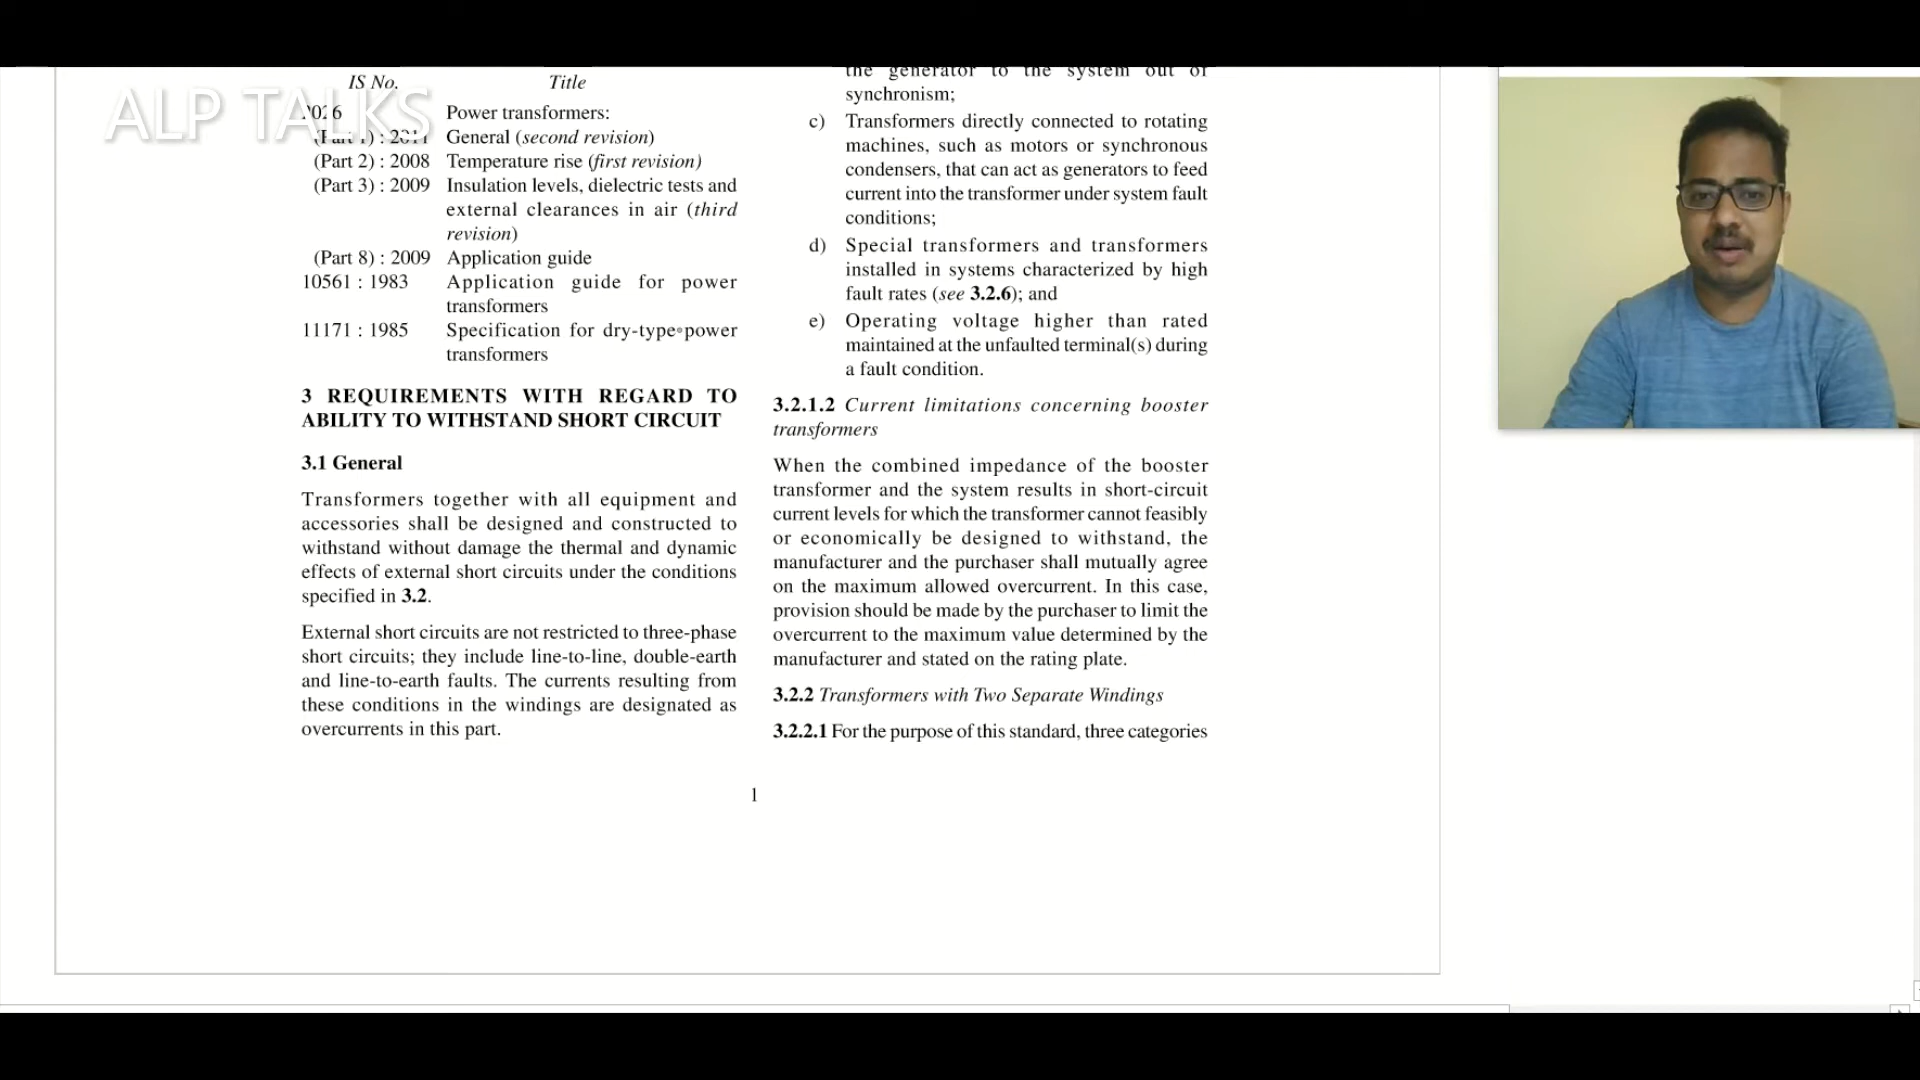 ALP TALKS
IS No. Title
2026 Power transformers:
(Part 1) : 2011 General (second revision)
(Part 2) : 2008 Temperature rise (first revision)
(Part 3) : 2009 Insulation levels, dielectric tests and
external clearances in air (third
revision)
(Part 8) : 2009 Application guide
10561 : 1983 Application guide for power
transformers
11171 : 1985 Specification for dry-type power
transformers
3 REQUIREMENTS WITH REGARD TO
ABILITY TO WITHSTAND SHORT CIRCUIT
3.1 General
Transformers together with all equipment and
accessories shall be designed and constructed to
withstand without damage the thermal and dynamic
effects of external short circuits under the conditions
specified in 3.2.
External short circuits are not restricted to three-phase
short circuits; they include line-to-line, double-earth
and line-to-earth faults. The currents resulting from
these conditions in the windings are designated as
overcurrents in this part.
the generator to the system out of
synchronism;
c) Transformers directly connected to rotating
machines, such as motors or synchronous
condensers, that can act as generators to feed
current into the transformer under system fault
conditions;
d) Special transformers and transformers
installed in systems characterized by high
fault rates (see 3.2.6); and
e) Operating voltage higher than rated
maintained at the unfaulted terminal(s) during
a fault condition.
3.2.1.2 Current limitations concerning booster
transformers
When the combined impedance of the booster
transformer and the system results in short-circuit
current levels for which the transformer cannot feasibly
or economically be designed to withstand, the
manufacturer and the purchaser shall mutually agree
on the maximum allowed overcurrent. In this case,
provision should be made by the purchaser to limit the
overcurrent to the maximum value determined by the
manufacturer and stated on the rating plate.
3.2.2 Transformers with Two Separate Windings
3.2.2.1 For the purpose of this standard, three categories
1